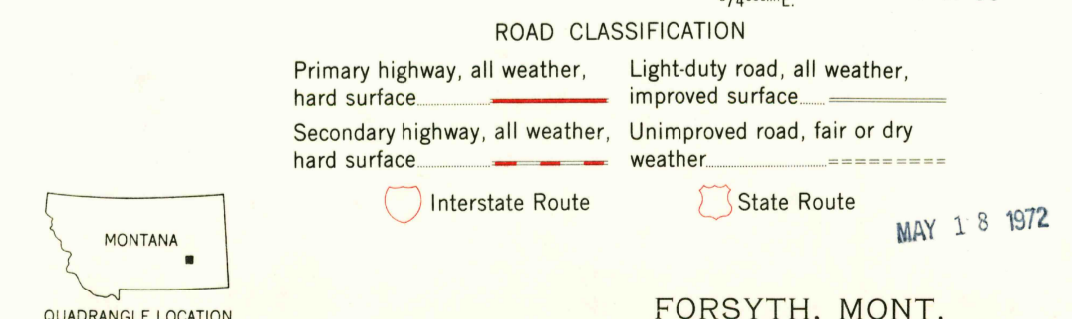 ROAD CLASSIFICATION
Primary highway, all weather,
hard surface
Light-duty road, all weather,
improved surface
Secondary highway, all weather,
hard surface
Unimproved road, fair or dry
weather
Interstate Route
State Route
MAY 18 1972
MONTANA
QUADRANGLE LOCATION
FORSYTH, MONT.